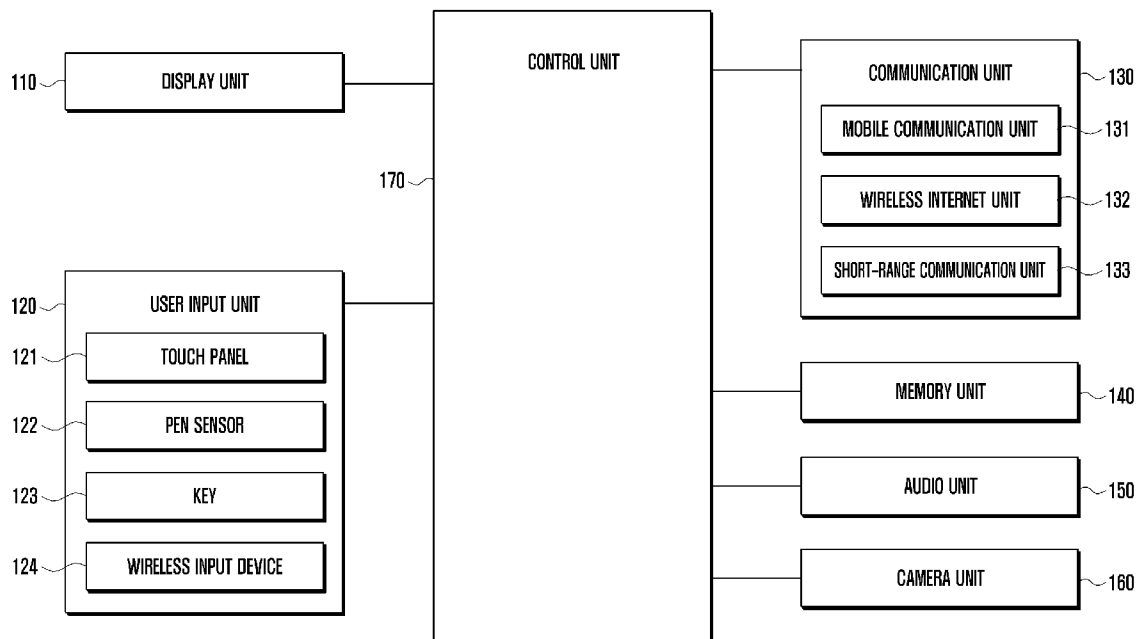 110 DISPLAY UNIT
120 USER INPUT UNIT
121 TOUCH PANEL
122 PEN SENSOR
123 KEY
124 WIRELESS INPUT DEVICE
CONTROL UNIT
170
COMMUNICATION UNIT 130
MOBILE COMMUNICATION UNIT 131
WIRELESS INTERNET UNIT 132
SHORT-RANGE COMMUNICATION UNIT 133
MEMORY UNIT 140
AUDIO UNIT 150
CAMERA UNIT 160